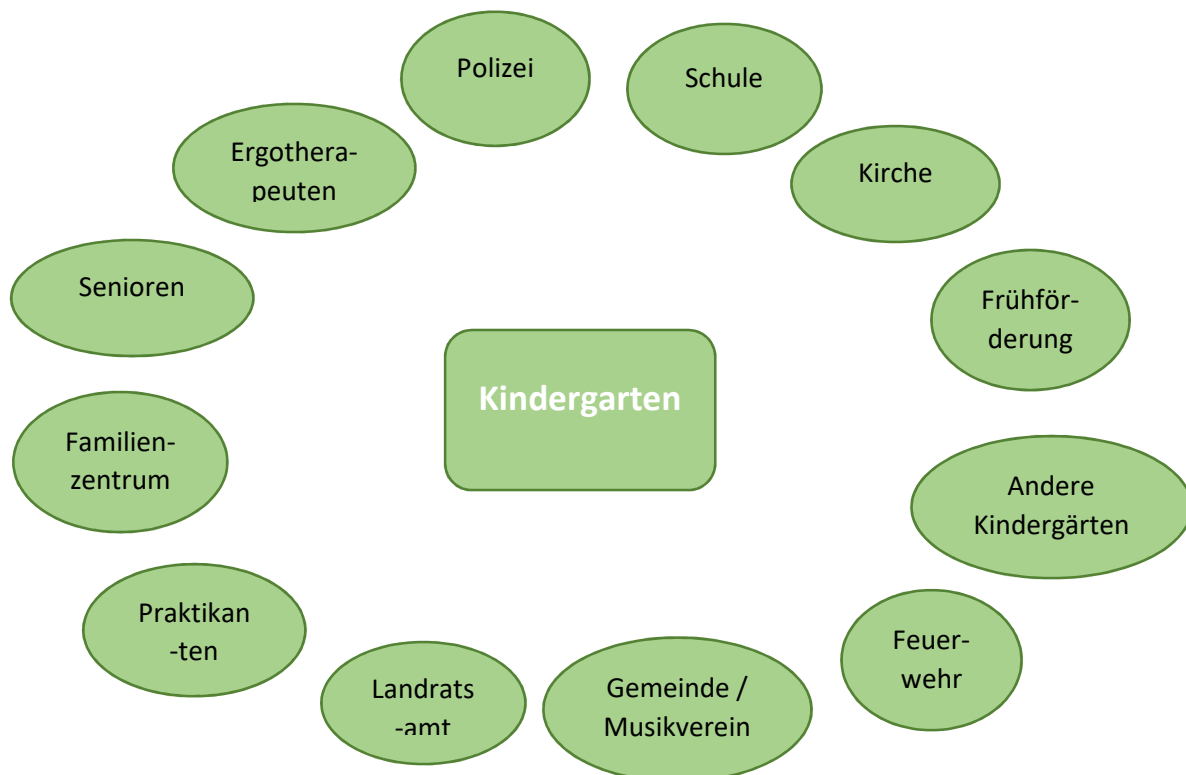 Polizei
Schule
Ergothera-
peuten
Kirche
Senioren
Frühför-
derung
Kindergarten
Familien-
zentrum
Andere
Kindergärten
Praktikan
-ten
Feuer-
wehr
Landrats
-amt
Gemeinde /
Musikverein